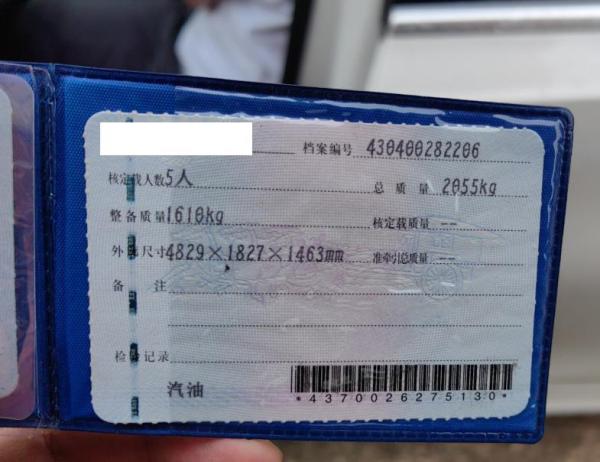 档案编号 430400282206
核定载人数 5人 总质量 2055kg
整备质量 1610kg 核定载质量 --
外廓尺寸 4829×1827×1463mm 准牵引总质量 --
备注
检验记录
汽油
*4370026275130*